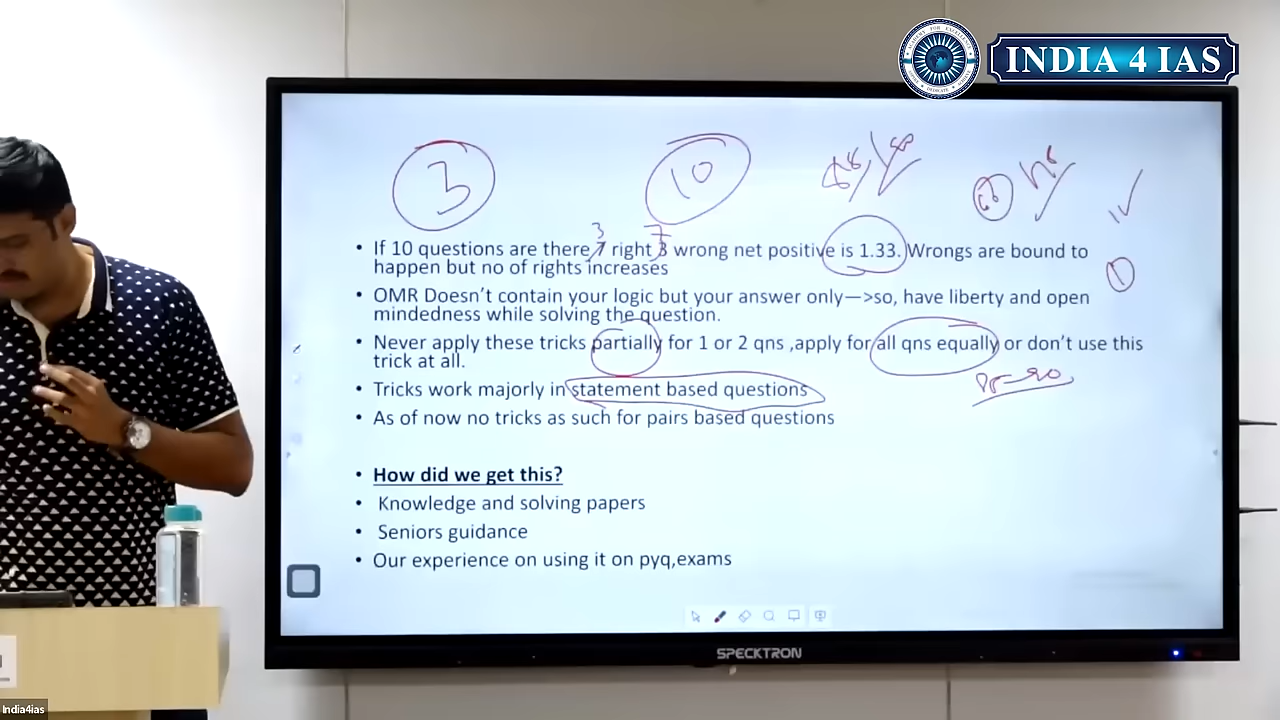 INDIA 4 IAS
3
10
3
7
• If 10 questions are there 7 right 3 wrong net positive is 1.33. Wrongs are bound to
happen but no of rights increases
1
• OMR Doesn't contain your logic but your answer only—>so, have liberty and open
mindedness while solving the question.
• Never apply these tricks partially for 1 or 2 qns ,apply for all qns equally or don't use this
trick at all.
• Tricks work majorly in statement based questions
• As of now no tricks as such for pairs based questions
• How did we get this?
• Knowledge and solving papers
• Seniors guidance
• Our experience on using it on pyq,exams
SPECKTRON
India4ias